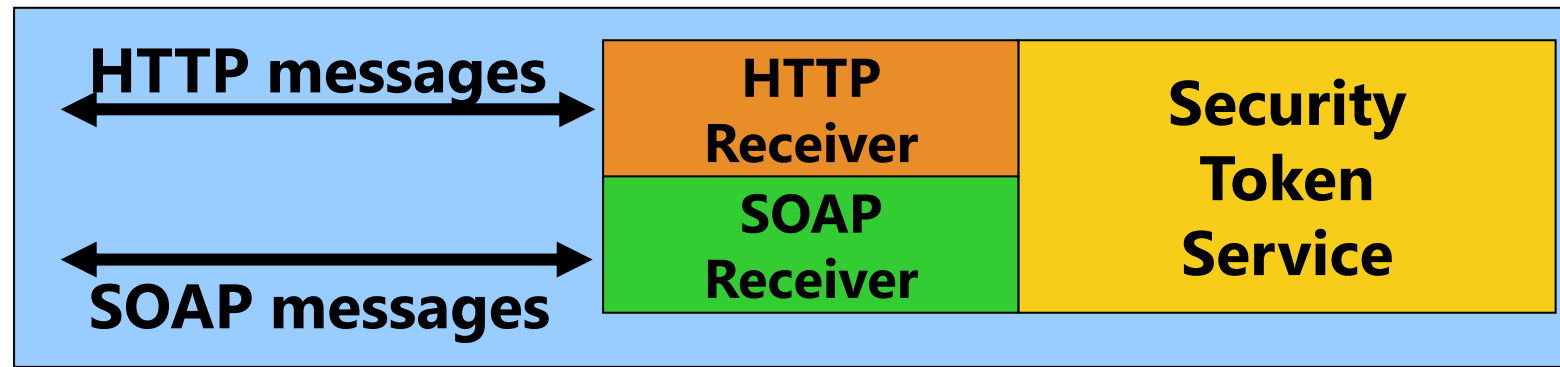 HTTP messages
SOAP messages
HTTP
Receiver
SOAP
Receiver
Security
Token
Service